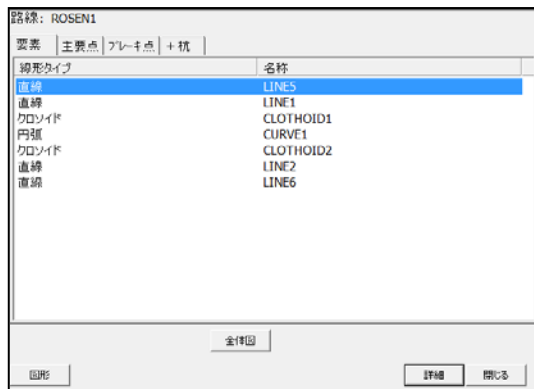 路線: ROSEN1
要素 主要点 ブレーキ点 +杭
線形タイプ 名称
直線 LINE5
直線 LINE1
クロソイド CLOTHOID1
円弧 CURVE1
クロソイド CLOTHOID2
直線 LINE2
直線 LINE6
全体図
図形 詳細 閉じる